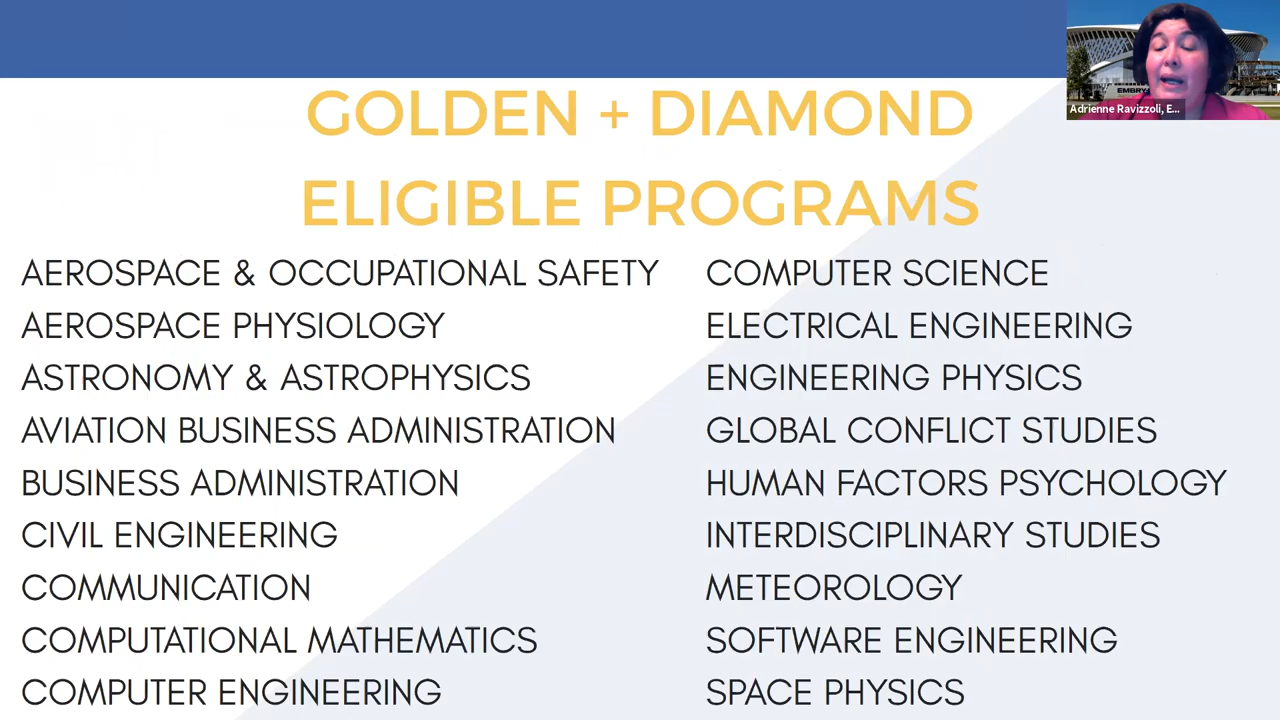 GOLDEN + DIAMOND
ELIGIBLE PROGRAMS
AEROSPACE & OCCUPATIONAL SAFETY
AEROSPACE PHYSIOLOGY
ASTRONOMY & ASTROPHYSICS
AVIATION BUSINESS ADMINISTRATION
BUSINESS ADMINISTRATION
CIVIL ENGINEERING
COMMUNICATION
COMPUTATIONAL MATHEMATICS
COMPUTER ENGINEERING
COMPUTER SCIENCE
ELECTRICAL ENGINEERING
ENGINEERING PHYSICS
GLOBAL CONFLICT STUDIES
HUMAN FACTORS PSYCHOLOGY
INTERDISCIPLINARY STUDIES
METEOROLOGY
SOFTWARE ENGINEERING
SPACE PHYSICS
EMBRY
Adrienne Ravizzoli, E...